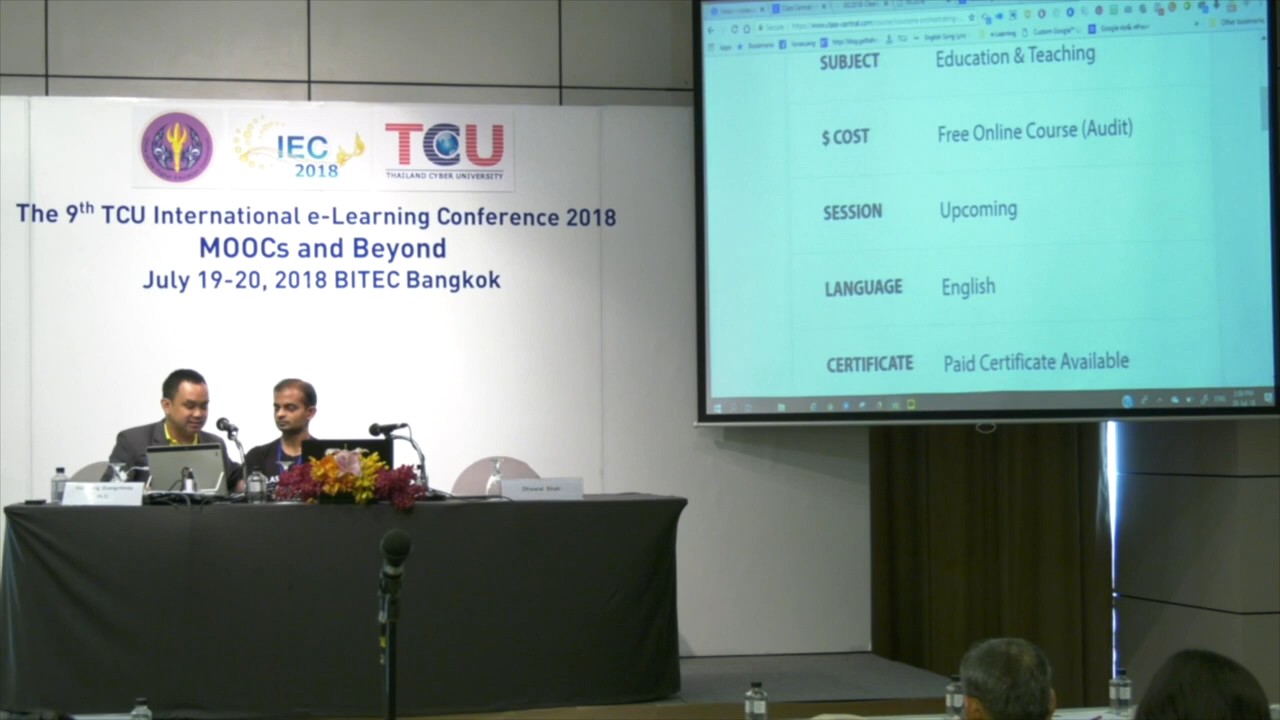 IEC
2018
TCU
THAILAND CYBER UNIVERSITY
The 9th TCU International e-Learning Conference 2018
MOOCs and Beyond
July 19-20, 2018 BITEC Bangkok
Dhawal Shah
SUBJECT Education & Teaching
$ COST Free Online Course (Audit)
SESSION Upcoming
LANGUAGE English
CERTIFICATE Paid Certificate Available